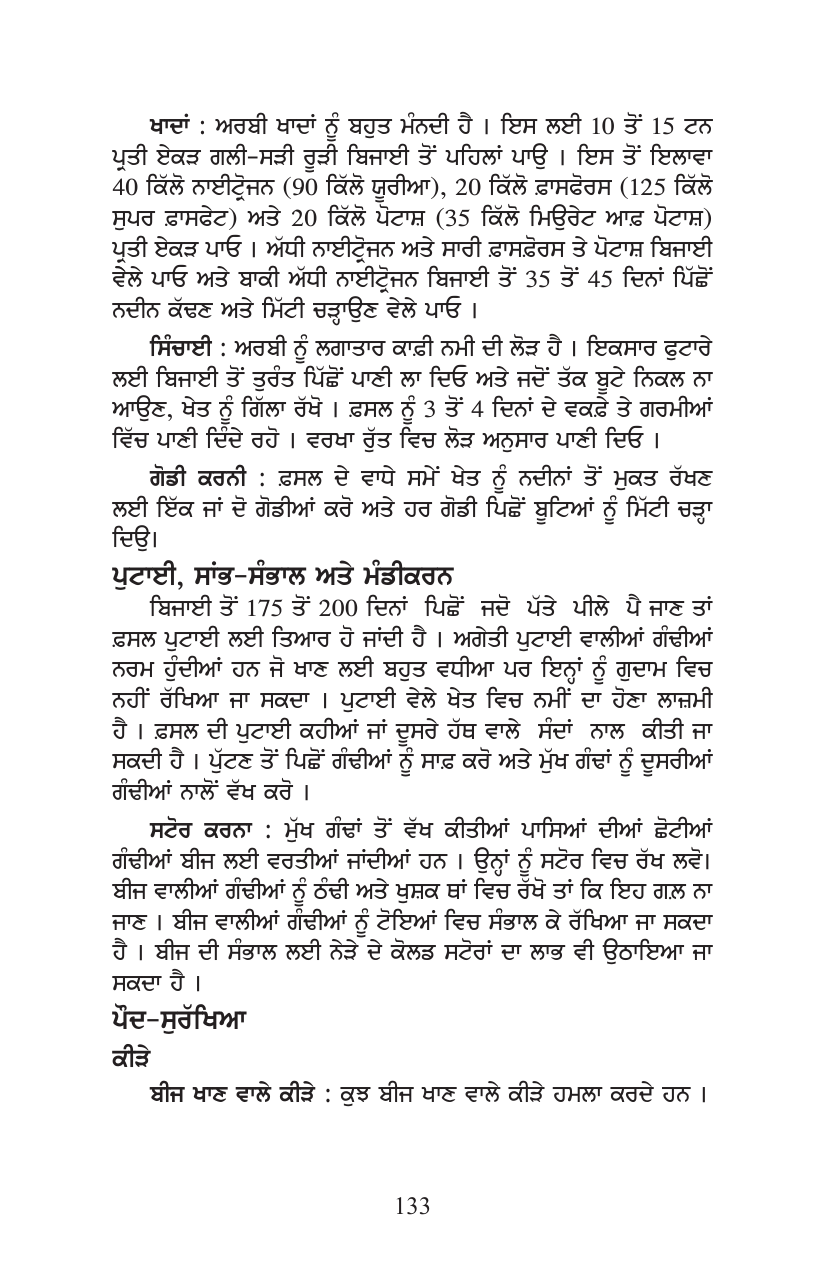 ਖਾਦਾਂ : ਅਰਬੀ ਖਾਦਾਂ ਨੂੰ ਬਹੁਤ ਮੰਨਦੀ ਹੈ । ਇਸ ਲਈ 10 ਤੋਂ 15 ਟਨ
ਪ੍ਰਤੀ ਏਕੜ ਗਲੀ-ਸੜੀ ਰੂੜੀ ਬਿਜਾਈ ਤੋਂ ਪਹਿਲਾਂ ਪਾਉ । ਇਸ ਤੋਂ ਇਲਾਵਾ
40 ਕਿੱਲੋ ਨਾਈਟ੍ਰੋਜਨ (90 ਕਿੱਲੋ ਯੂਰੀਆ), 20 ਕਿੱਲੋ ਫ਼ਾਸਫੋਰਸ (125 ਕਿੱਲੋ
ਸੁਪਰ ਫ਼ਾਸਫੇਟ) ਅਤੇ 20 ਕਿੱਲੋ ਪੋਟਾਸ਼ (35 ਕਿੱਲੋ ਮਿਉਰੇਟ ਆਫ਼ ਪੋਟਾਸ਼)
ਪ੍ਰਤੀ ਏਕੜ ਪਾਓ । ਅੱਧੀ ਨਾਈਟ੍ਰੋਜਨ ਅਤੇ ਸਾਰੀ ਫ਼ਾਸਫ਼ੋਰਸ ਤੇ ਪੋਟਾਸ਼ ਬਿਜਾਈ
ਵੇਲੇ ਪਾਓ ਅਤੇ ਬਾਕੀ ਅੱਧੀ ਨਾਈਟ੍ਰੋਜਨ ਬਿਜਾਈ ਤੋਂ 35 ਤੋਂ 45 ਦਿਨਾਂ ਪਿੱਛੋਂ
ਨਦੀਨ ਕੱਢਣ ਅਤੇ ਮਿੱਟੀ ਚੜ੍ਹਾਉਣ ਵੇਲੇ ਪਾਓ ।
ਸਿੰਚਾਈ : ਅਰਬੀ ਨੂੰ ਲਗਾਤਾਰ ਕਾਫ਼ੀ ਨਮੀ ਦੀ ਲੋੜ ਹੈ । ਇਕਸਾਰ ਫੁਟਾਰੇ
ਲਈ ਬਿਜਾਈ ਤੋਂ ਤੁਰੰਤ ਪਿੱਛੋਂ ਪਾਣੀ ਲਾ ਦਿਓ ਅਤੇ ਜਦੋਂ ਤੱਕ ਬੂਟੇ ਨਿਕਲ ਨਾ
ਆਉਣ, ਖੇਤ ਨੂੰ ਗਿੱਲਾ ਰੱਖੋ । ਫ਼ਸਲ ਨੂੰ 3 ਤੋਂ 4 ਦਿਨਾਂ ਦੇ ਵਕਫ਼ੇ ਤੇ ਗਰਮੀਆਂ
ਵਿੱਚ ਪਾਣੀ ਦਿੰਦੇ ਰਹੋ । ਵਰਖਾ ਰੁੱਤ ਵਿਚ ਲੋੜ ਅਨੁਸਾਰ ਪਾਣੀ ਦਿਓ ।
ਗੋਡੀ ਕਰਨੀ : ਫ਼ਸਲ ਦੇ ਵਾਧੇ ਸਮੇਂ ਖੇਤ ਨੂੰ ਨਦੀਨਾਂ ਤੋਂ ਮੁਕਤ ਰੱਖਣ
ਲਈ ਇੱਕ ਜਾਂ ਦੋ ਗੋਡੀਆਂ ਕਰੋ ਅਤੇ ਹਰ ਗੋਡੀ ਪਿਛੋਂ ਬੂਟਿਆਂ ਨੂੰ ਮਿੱਟੀ ਚੜ੍ਹਾ
ਦਿਉ।
ਪੁਟਾਈ, ਸਾਂਭ-ਸੰਭਾਲ ਅਤੇ ਮੰਡੀਕਰਨ
ਬਿਜਾਈ ਤੋਂ 175 ਤੋਂ 200 ਦਿਨਾਂ ਪਿਛੋਂ ਜਦੋ ਪੱਤੇ ਪੀਲੇ ਪੈ ਜਾਣ ਤਾਂ
ਫ਼ਸਲ ਪੁਟਾਈ ਲਈ ਤਿਆਰ ਹੋ ਜਾਂਦੀ ਹੈ । ਅਗੇਤੀ ਪੁਟਾਈ ਵਾਲੀਆਂ ਗੰਢੀਆਂ
ਨਰਮ ਹੁੰਦੀਆਂ ਹਨ ਜੋ ਖਾਣ ਲਈ ਬਹੁਤ ਵਧੀਆ ਪਰ ਇਨ੍ਹਾਂ ਨੂੰ ਗੁਦਾਮ ਵਿਚ
ਨਹੀਂ ਰੱਖਿਆ ਜਾ ਸਕਦਾ । ਪੁਟਾਈ ਵੇਲੇ ਖੇਤ ਵਿਚ ਨਮੀਂ ਦਾ ਹੋਣਾ ਲਾਜ਼ਮੀ
ਹੈ । ਫ਼ਸਲ ਦੀ ਪੁਟਾਈ ਕਹੀਆਂ ਜਾਂ ਦੂਸਰੇ ਹੱਥ ਵਾਲੇ ਸੰਦਾਂ ਨਾਲ ਕੀਤੀ ਜਾ
ਸਕਦੀ ਹੈ । ਪੁੱਟਣ ਤੋਂ ਪਿਛੋਂ ਗੰਢੀਆਂ ਨੂੰ ਸਾਫ਼ ਕਰੋ ਅਤੇ ਮੁੱਖ ਗੰਢਾਂ ਨੂੰ ਦੂਸਰੀਆਂ
ਗੰਢੀਆਂ ਨਾਲੋਂ ਵੱਖ ਕਰੋ ।
ਸਟੋਰ ਕਰਨਾ : ਮੁੱਖ ਗੰਢਾਂ ਤੋਂ ਵੱਖ ਕੀਤੀਆਂ ਪਾਸਿਆਂ ਦੀਆਂ ਛੋਟੀਆਂ
ਗੰਢੀਆਂ ਬੀਜ ਲਈ ਵਰਤੀਆਂ ਜਾਂਦੀਆਂ ਹਨ । ਉਨ੍ਹਾਂ ਨੂੰ ਸਟੋਰ ਵਿਚ ਰੱਖ ਲਵੋ।
ਬੀਜ ਵਾਲੀਆਂ ਗੰਢੀਆਂ ਨੂੰ ਠੰਢੀ ਅਤੇ ਖੁਸ਼ਕ ਥਾਂ ਵਿਚ ਰੱਖੋ ਤਾਂ ਕਿ ਇਹ ਗਲ਼ ਨਾ
ਜਾਣ । ਬੀਜ ਵਾਲੀਆਂ ਗੰਢੀਆਂ ਨੂੰ ਟੋਇਆਂ ਵਿਚ ਸੰਭਾਲ ਕੇ ਰੱਖਿਆ ਜਾ ਸਕਦਾ
ਹੈ । ਬੀਜ ਦੀ ਸੰਭਾਲ ਲਈ ਨੇੜੇ ਦੇ ਕੋਲਡ ਸਟੋਰਾਂ ਦਾ ਲਾਭ ਵੀ ਉਠਾਇਆ ਜਾ
ਸਕਦਾ ਹੈ ।
ਪੌਦ-ਸੁਰੱਖਿਆ
ਕੀੜੇ
ਬੀਜ ਖਾਣ ਵਾਲੇ ਕੀੜੇ : ਕੁਝ ਬੀਜ ਖਾਣ ਵਾਲੇ ਕੀੜੇ ਹਮਲਾ ਕਰਦੇ ਹਨ ।
133